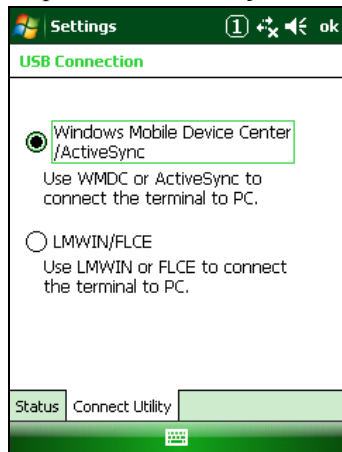 Settings 1 ok
USB Connection
Windows Mobile Device Center
/ActiveSync
Use WMDC or ActiveSync to
connect the terminal to PC.
LMWIN/FLCE
Use LMWIN or FLCE to connect
the terminal to PC.
Status Connect Utility